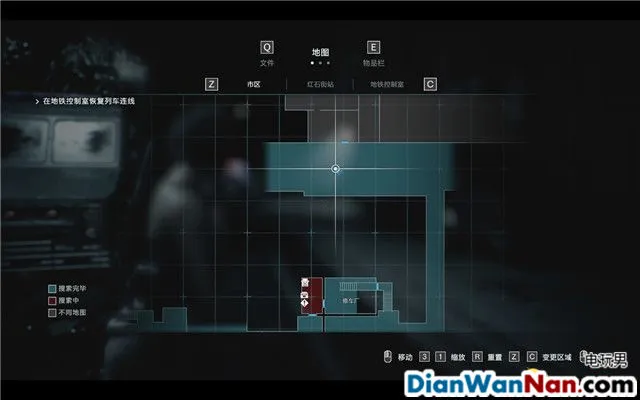 Q 地图 E
文件 物品栏
Z 市区 红石街站 地铁控制室 C
> 在地铁控制室恢复列车连线
修车厂
搜索完毕
搜索中
不同地图
移动 3 1 缩放 R 重置 Z C 变更区域
电玩男
DianWanNan.com